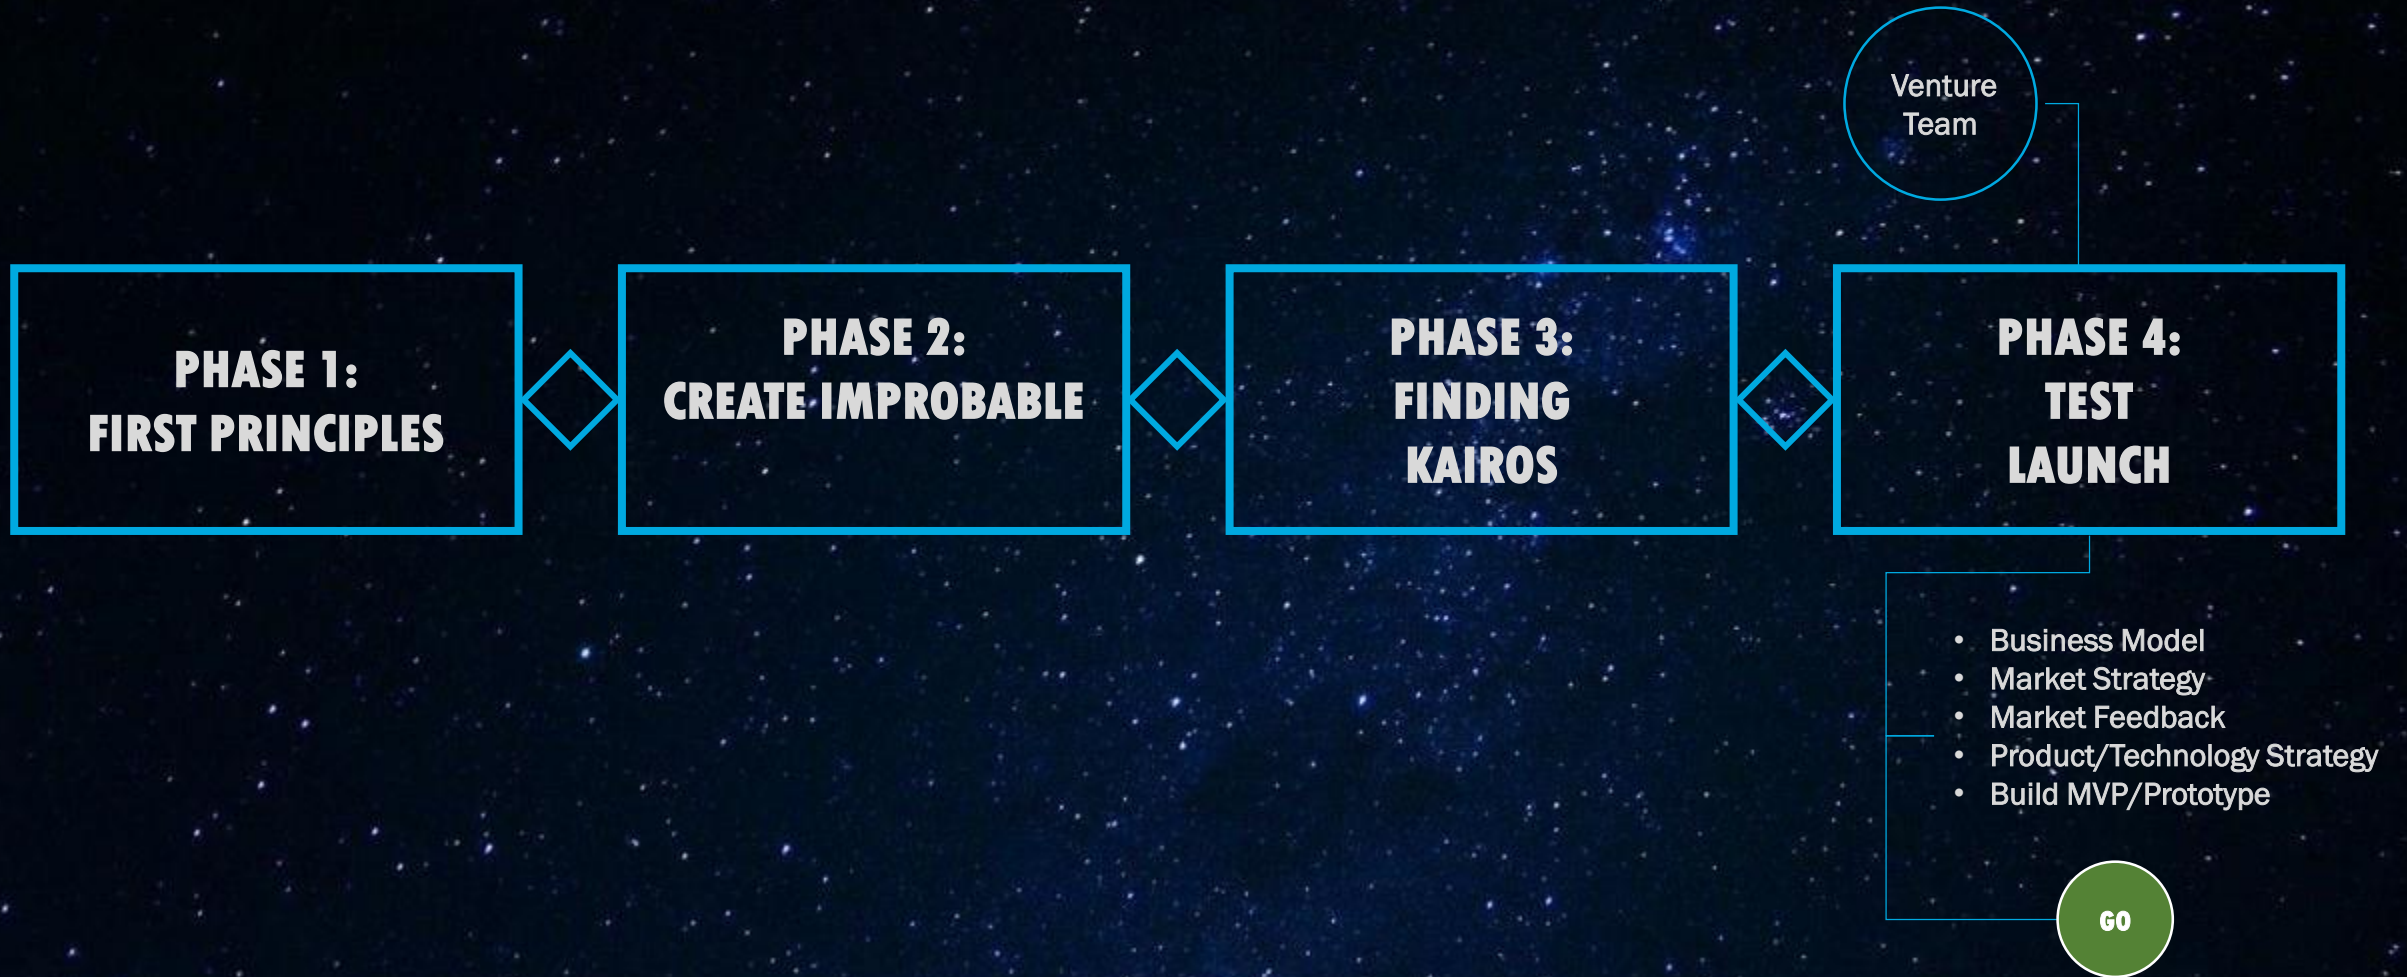 Venture
Team
PHASE 1:
FIRST PRINCIPLES
PHASE 2:
CREATE IMPROBABLE
PHASE 3:
FINDING
KAIROS
PHASE 4:
TEST
LAUNCH
• Business Model
• Market Strategy
• Market Feedback
• Product/Technology Strategy
• Build MVP/Prototype
GO